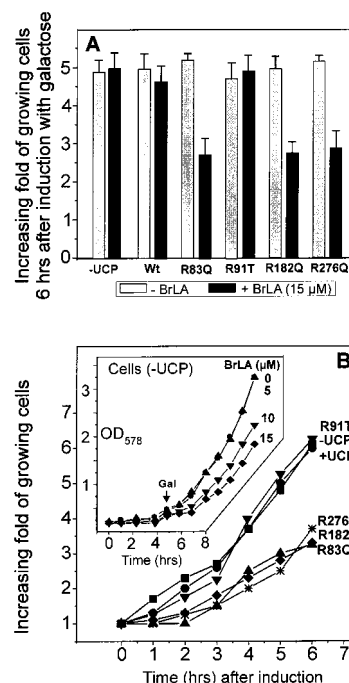 A
Increasing fold of growing cells
6 hrs after induction with galactose
5
4
3
2
1
0
-UCP Wt R83Q R91T R182Q R276Q
- BrLA + BrLA (15 µM)
B
Increasing fold of growing cells
7
6
5
4
3
2
1
Cells (-UCP)
BrLA (µM)
0
5
10
15
3
2
1
OD578
Gal
0 2 4 6 8
Time (hrs)
R91T
-UCP
+UCP
R276
R182
R83Q
0 1 2 3 4 5 6 7
Time (hrs) after induction